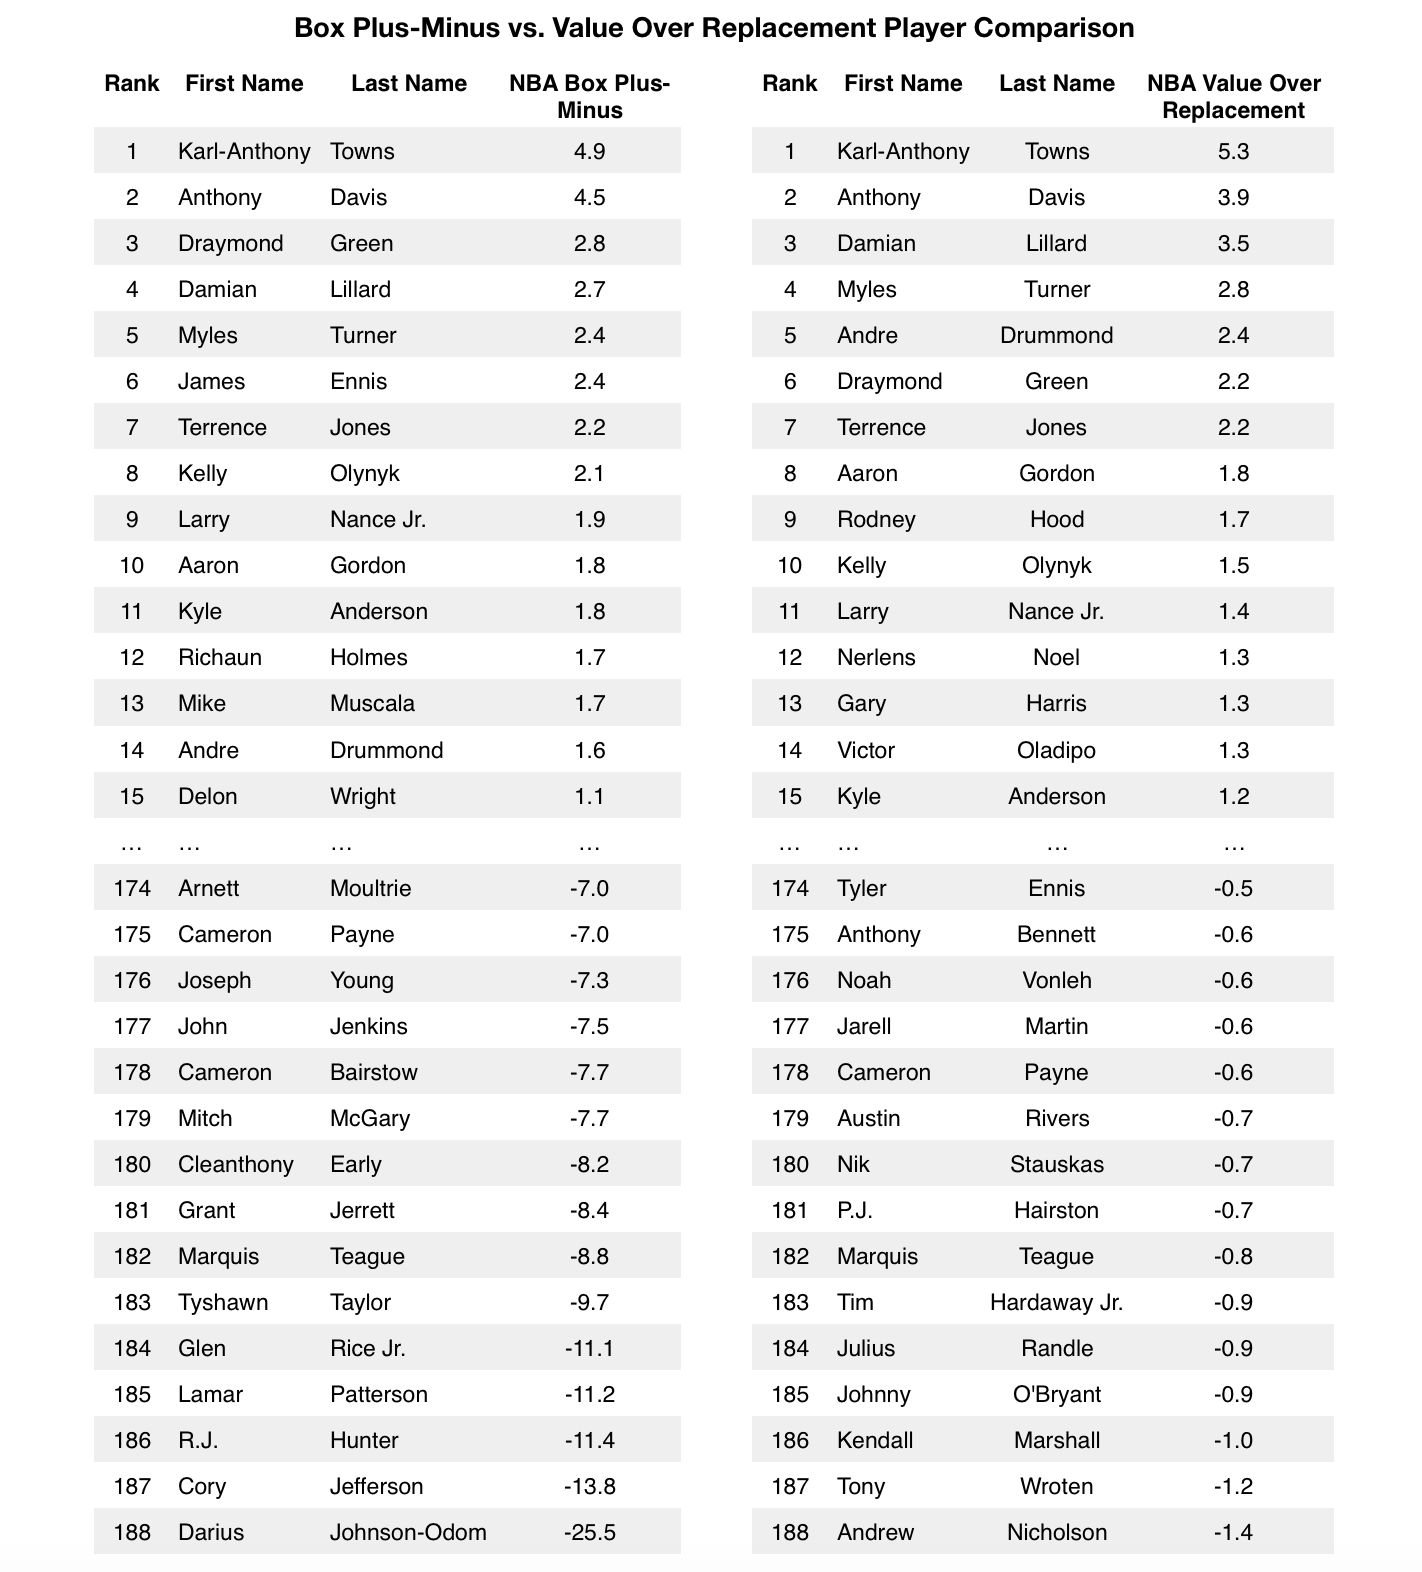 Box Plus-Minus vs. Value Over Replacement Player Comparison
Rank First Name Last Name NBA Box Plus-Minus
1 Karl-Anthony Towns 4.9
2 Anthony Davis 4.5
3 Draymond Green 2.8
4 Damian Lillard 2.7
5 Myles Turner 2.4
6 James Ennis 2.4
7 Terrence Jones 2.2
8 Kelly Olynyk 2.1
9 Larry Nance Jr. 1.9
10 Aaron Gordon 1.8
11 Kyle Anderson 1.8
12 Richaun Holmes 1.7
13 Mike Muscala 1.7
14 Andre Drummond 1.6
15 Delon Wright 1.1
… … … …
174 Arnett Moultrie -7.0
175 Cameron Payne -7.0
176 Joseph Young -7.3
177 John Jenkins -7.5
178 Cameron Bairstow -7.7
179 Mitch McGary -7.7
180 Cleanthony Early -8.2
181 Grant Jerrett -8.4
182 Marquis Teague -8.8
183 Tyshawn Taylor -9.7
184 Glen Rice Jr. -11.1
185 Lamar Patterson -11.2
186 R.J. Hunter -11.4
187 Cory Jefferson -13.8
188 Darius Johnson-Odom -25.5
Rank First Name Last Name NBA Value Over Replacement
1 Karl-Anthony Towns 5.3
2 Anthony Davis 3.9
3 Damian Lillard 3.5
4 Myles Turner 2.8
5 Andre Drummond 2.4
6 Draymond Green 2.2
7 Terrence Jones 2.2
8 Aaron Gordon 1.8
9 Rodney Hood 1.7
10 Kelly Olynyk 1.5
11 Larry Nance Jr. 1.4
12 Nerlens Noel 1.3
13 Gary Harris 1.3
14 Victor Oladipo 1.3
15 Kyle Anderson 1.2
… … … …
174 Tyler Ennis -0.5
175 Anthony Bennett -0.6
176 Noah Vonleh -0.6
177 Jarell Martin -0.6
178 Cameron Payne -0.6
179 Austin Rivers -0.7
180 Nik Stauskas -0.7
181 P.J. Hairston -0.7
182 Marquis Teague -0.8
183 Tim Hardaway Jr. -0.9
184 Julius Randle -0.9
185 Johnny O'Bryant -0.9
186 Kendall Marshall -1.0
187 Tony Wroten -1.2
188 Andrew Nicholson -1.4